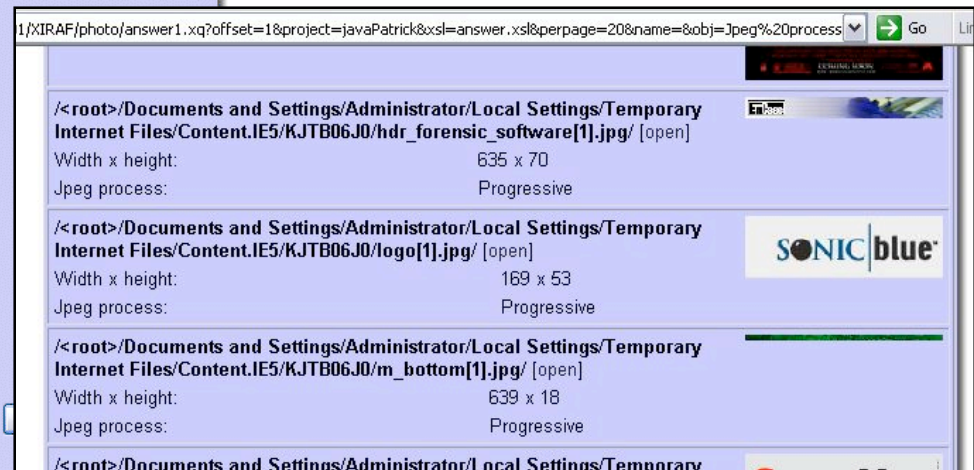 1/XIRAF/photo/answer1.xq?offset=1&project=javaPatrick&xsl=answer.xsl&perpage=20&name=&obj=Jpeg%20process Go Lin
COMING SOON
/<root>/Documents and Settings/Administrator/Local Settings/Temporary
Internet Files/Content.IE5/KJTB06J0/hdr_forensic_software[1].jpg/ [open]
Width x height: 635 x 70
Jpeg process: Progressive
/<root>/Documents and Settings/Administrator/Local Settings/Temporary
Internet Files/Content.IE5/KJTB06J0/logo[1].jpg/ [open]
SONIC blue
Width x height: 169 x 53
Jpeg process: Progressive
/<root>/Documents and Settings/Administrator/Local Settings/Temporary
Internet Files/Content.IE5/KJTB06J0/m_bottom[1].jpg/ [open]
Width x height: 639 x 18
Jpeg process: Progressive
/<root>/Documents and Settings/Administrator/Local Settings/Temporary